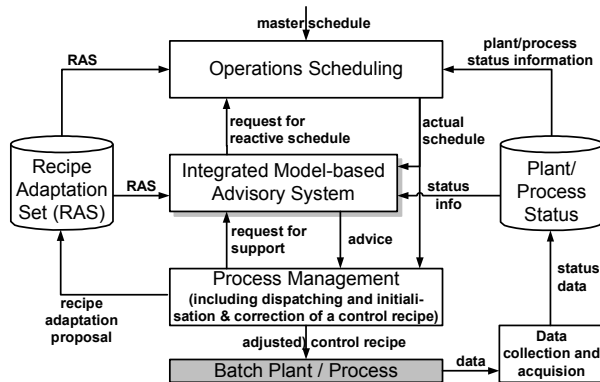 master schedule
RAS
Operations Scheduling
plant/process
status information
request for
reactive schedule
actual
schedule
Recipe
Adaptation
Set (RAS)
RAS
Integrated Model-based
Advisory System
status
info
Plant/
Process
Status
request for
support
advice
recipe
adaptation
proposal
Process Management
(including dispatching and initiali-
sation & correction of a control recipe)
status
data
adjusted) control recipe
Batch Plant / Process
data
Data
collection and
acquision